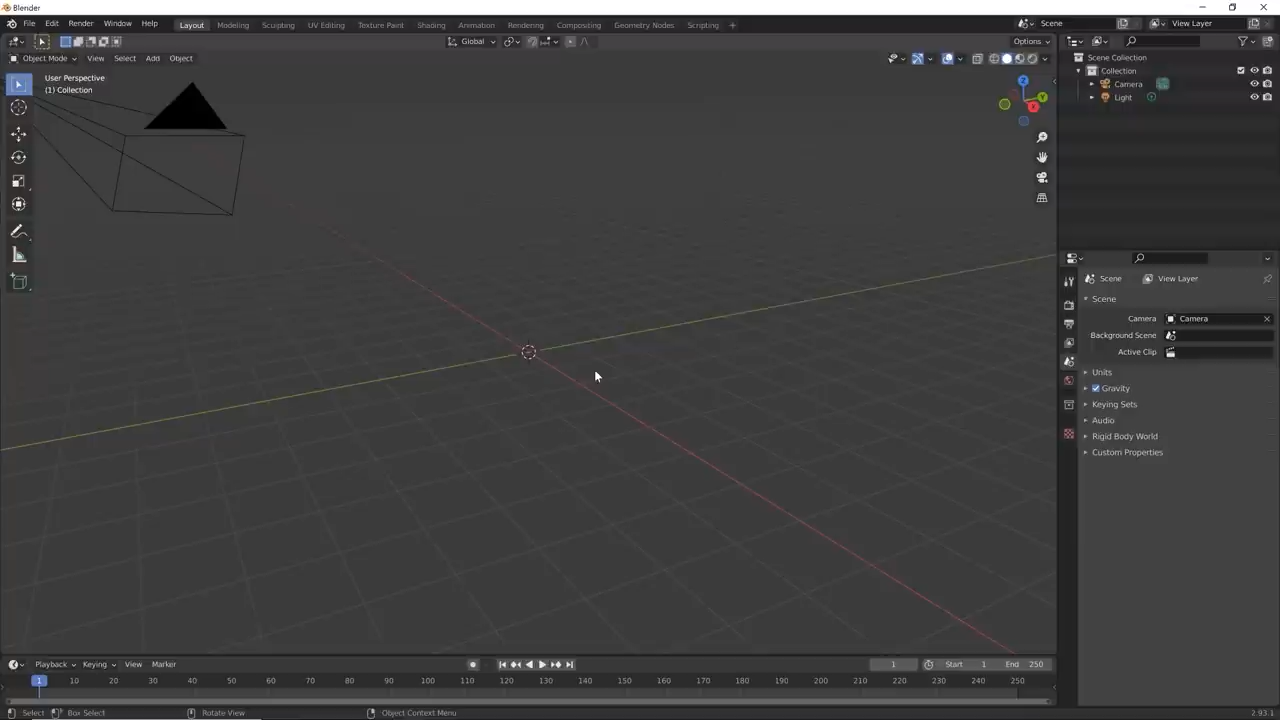 Blender
File Edit Render Window Help Layout Modeling Sculpting UV Editing Texture Paint Shading Animation Rendering Compositing Geometry Nodes Scripting + Scene View Layer
Global Options
Object Mode View Select Add Object
Scene Collection
Collection
Camera
Light
User Perspective
(1) Collection
Z
Y
X
Scene View Layer
Scene
Camera Camera
Background Scene
Active Clip
Units
Gravity
Keying Sets
Audio
Rigid Body World
Custom Properties
Playback Keying View Marker 1 Start 1 End 250
1 10 20 30 40 50 60 70 80 90 100 110 120 130 140 150 160 170 180 190 200 210 220 230 240 250
Select Box Select Rotate View Object Context Menu 2.93.1